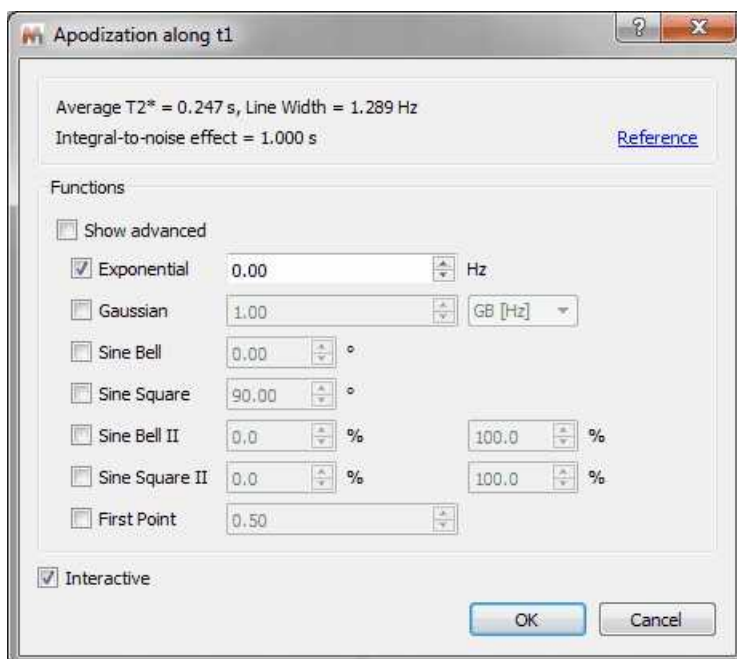 Apodization along t1
Average T2* = 0.247 s, Line Width = 1.289 Hz
Integral-to-noise effect = 1.000 s Reference
Functions
Show advanced
Exponential 0.00 Hz
Gaussian 1.00 GB [Hz]
Sine Bell 0.00 °
Sine Square 90.00 °
Sine Bell II 0.0 % 100.0 %
Sine Square II 0.0 % 100.0 %
First Point 0.50
Interactive
OK Cancel